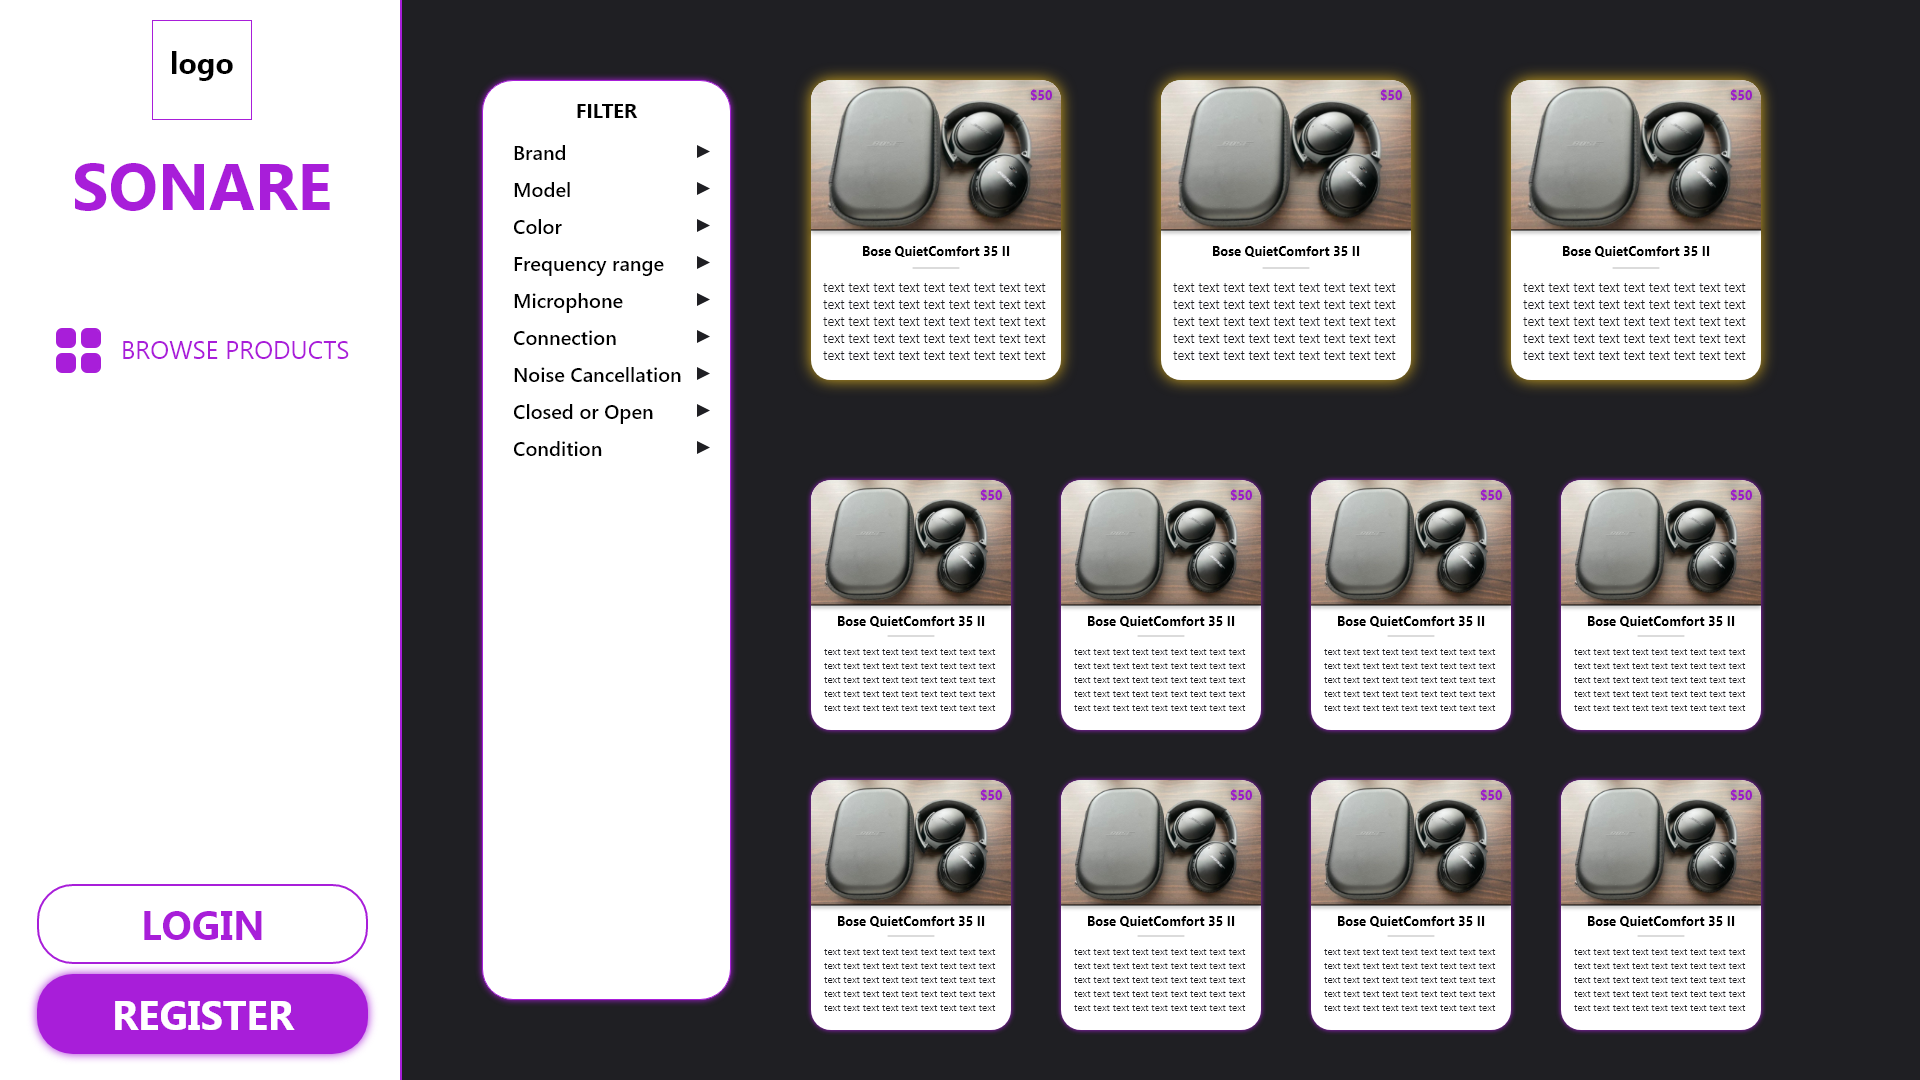 logo
SONARE
BROWSE PRODUCTS
LOGIN
REGISTER
FILTER
Brand
Model
Color
Frequency range
Microphone
Connection
Noise Cancellation
Closed or Open
Condition
$50
Bose QuietComfort 35 II
text text text text text text text text text
text text text text text text text text text
text text text text text text text text text
text text text text text text text text text
text text text text text text text text text
$50
Bose QuietComfort 35 II
text text text text text text text text text
text text text text text text text text text
text text text text text text text text text
text text text text text text text text text
text text text text text text text text text
$50
Bose QuietComfort 35 II
text text text text text text text text text
text text text text text text text text text
text text text text text text text text text
text text text text text text text text text
text text text text text text text text text
$50
Bose QuietComfort 35 II
text text text text text text text text text
text text text text text text text text text
text text text text text text text text text
text text text text text text text text text
text text text text text text text text text
$50
Bose QuietComfort 35 II
text text text text text text text text text
text text text text text text text text text
text text text text text text text text text
text text text text text text text text text
text text text text text text text text text
$50
Bose QuietComfort 35 II
text text text text text text text text text
text text text text text text text text text
text text text text text text text text text
text text text text text text text text text
text text text text text text text text text
$50
Bose QuietComfort 35 II
text text text text text text text text text
text text text text text text text text text
text text text text text text text text text
text text text text text text text text text
text text text text text text text text text
$50
Bose QuietComfort 35 II
text text text text text text text text text
text text text text text text text text text
text text text text text text text text text
text text text text text text text text text
text text text text text text text text text
$50
Bose QuietComfort 35 II
text text text text text text text text text
text text text text text text text text text
text text text text text text text text text
text text text text text text text text text
text text text text text text text text text
$50
Bose QuietComfort 35 II
text text text text text text text text text
text text text text text text text text text
text text text text text text text text text
text text text text text text text text text
text text text text text text text text text
$50
Bose QuietComfort 35 II
text text text text text text text text text
text text text text text text text text text
text text text text text text text text text
text text text text text text text text text
text text text text text text text text text